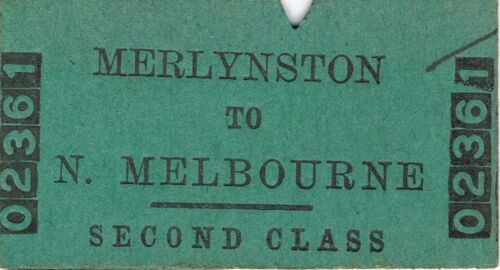 02361
MERLYNSTON
TO
N. MELBOURNE
SECOND CLASS
02361